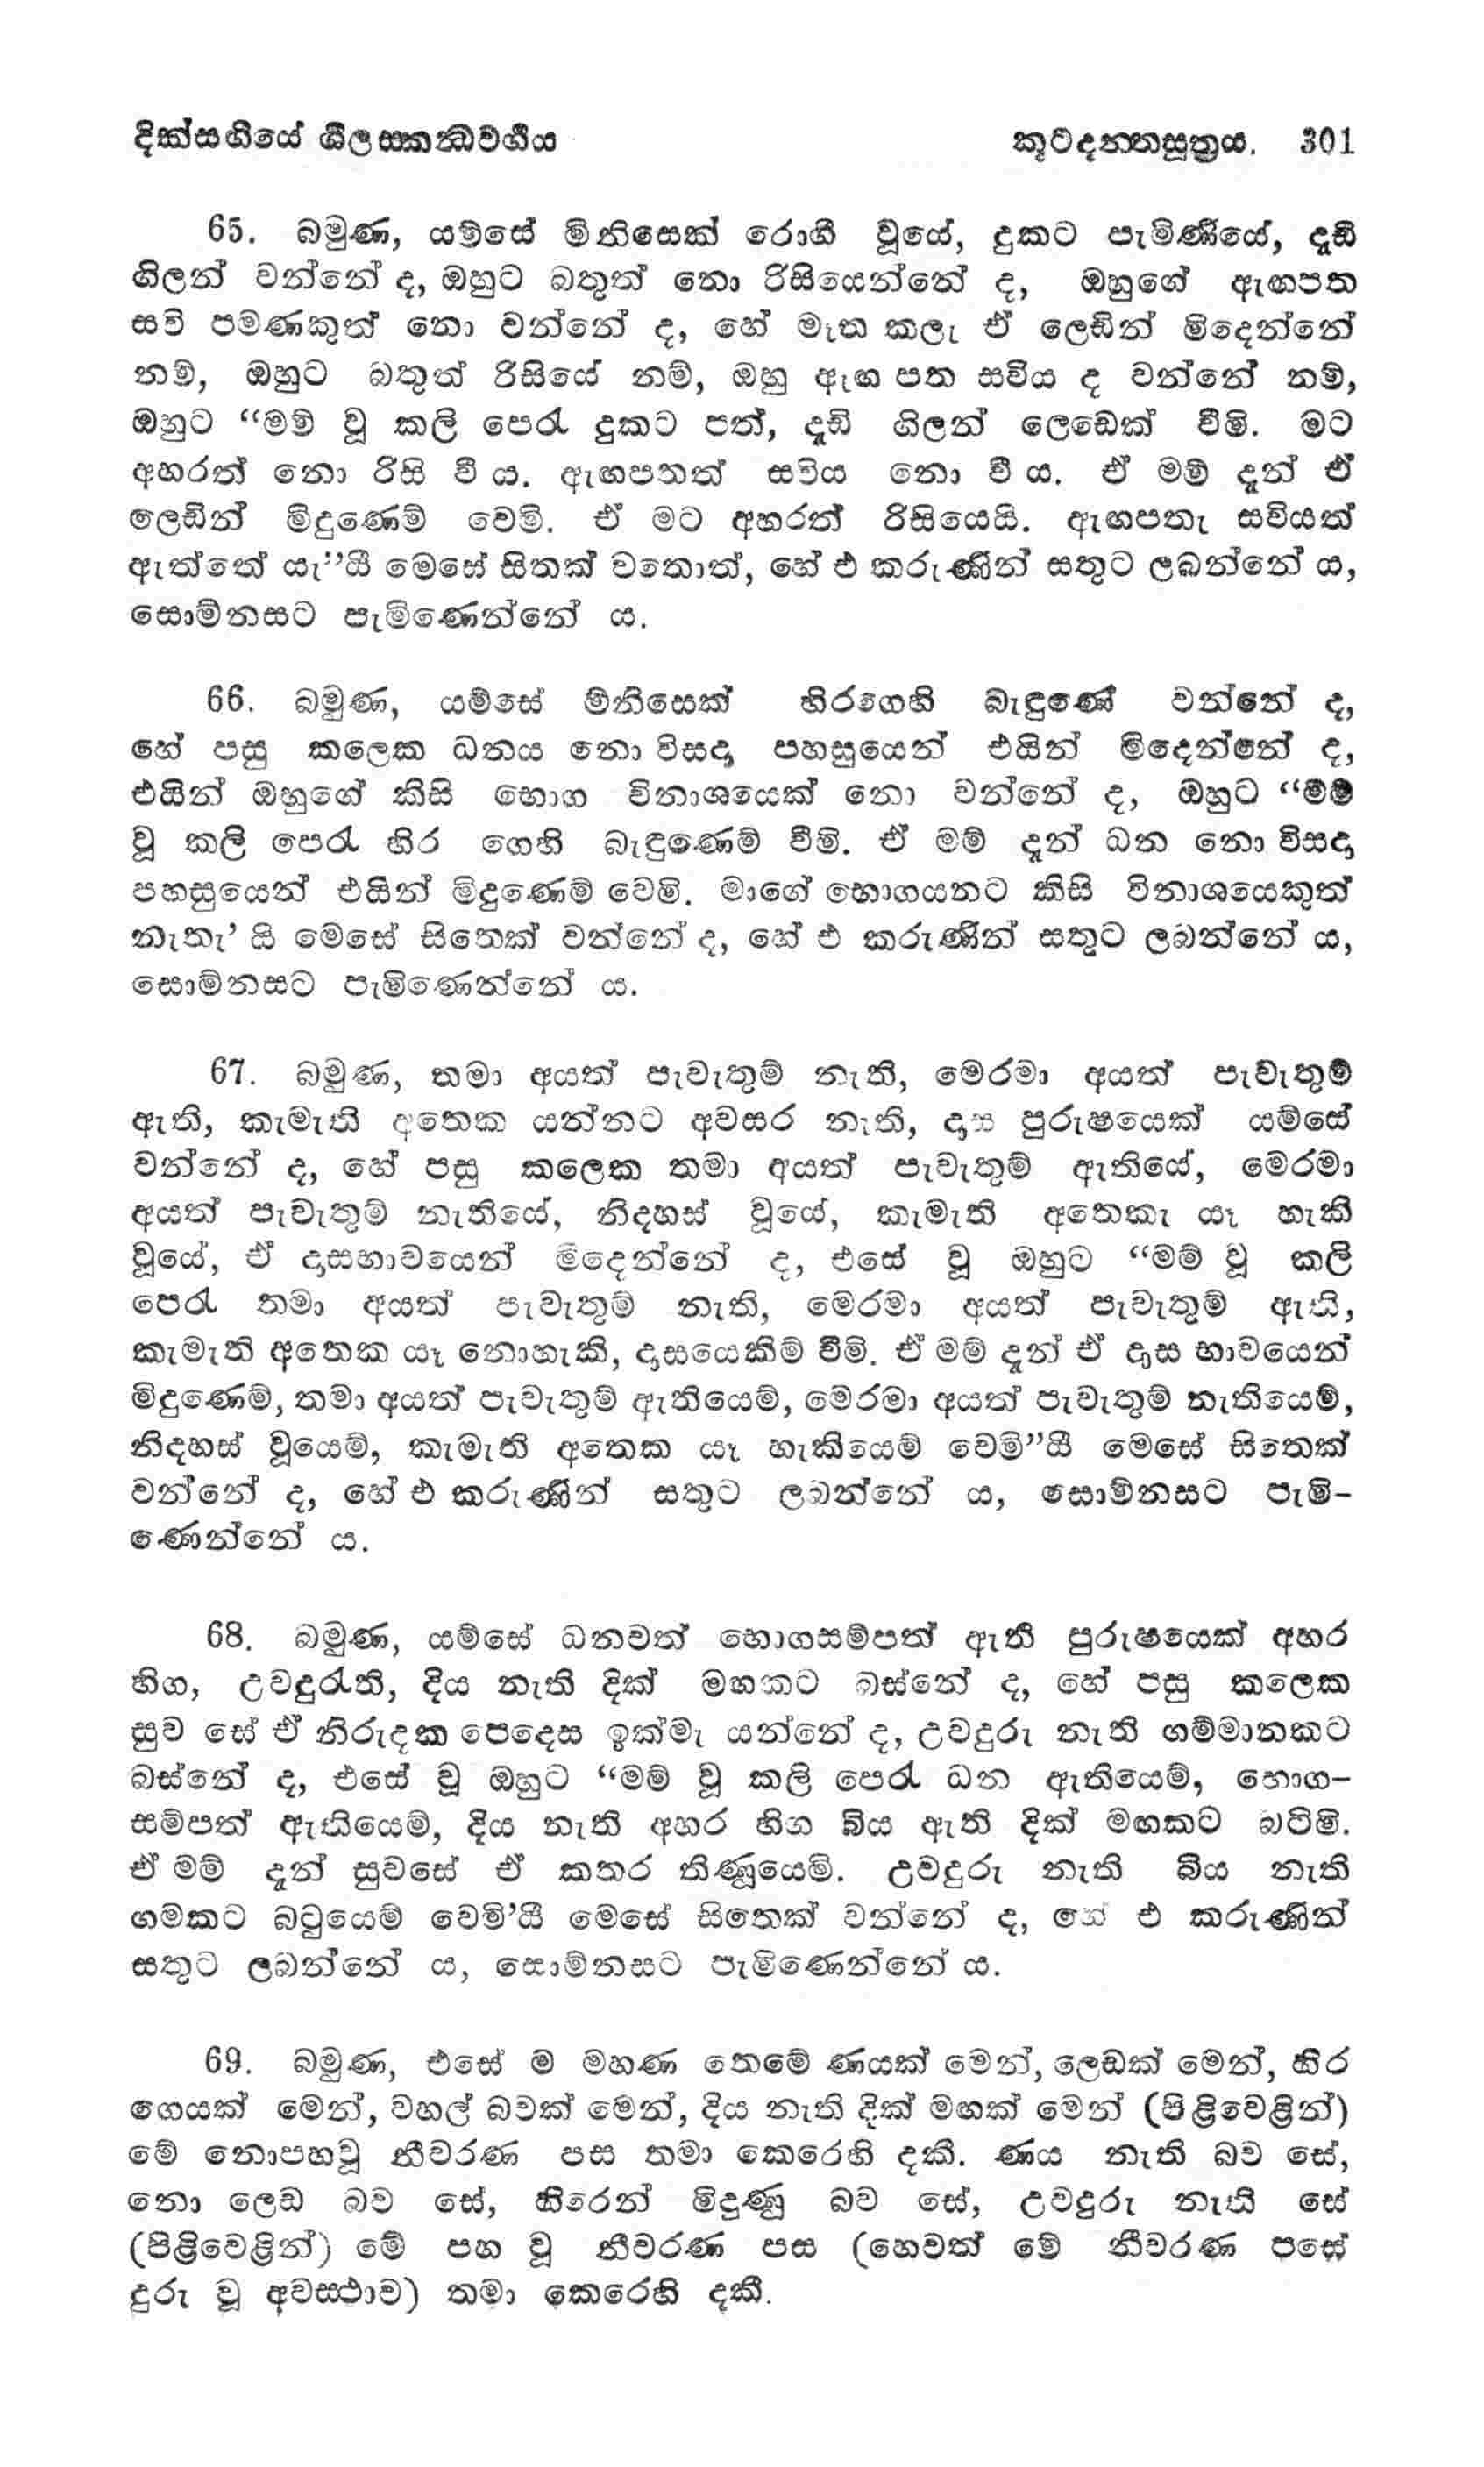 දික්සඟියේ ශීලස්කන්ධවර්ගය
කූටදන්තසූත්‍රය. 301
65. බමුණ, යම්සේ මිනිසෙක් රොගී වූයේ, දුකට පැමිණියේ, දැඩි
ගිලන් වන්නේ ද, ඔහුට බතුත් නො රිසියෙන්නේ ද, ඔහුගේ ඇඟපත
සවි පමණකුත් නො වන්නේ ද, හේ මෑත කලැ ඒ ලෙඩින් මිදෙන්නේ
නම්, ඔහුට බතුත් රිසියේ නම්, ඔහු ඇඟ පත සවිය ද වන්නේ නම්,
ඔහුට “මම් වූ කලි පෙරැ දුකට පත්, දැඩි ගිලන් ලෙඩෙක් වීමි. මට
අහරත් නො රිසි වී ය. ඇඟපතත් සවිය නො වී ය. ඒ මම් දැන් ඒ
ලෙඩින් මිදුණෙම් වෙමි. ඒ මට අහරත් රිසියෙයි. ඇඟපතැ සවියත්
ඇත්තේ යැ”යී මෙසේ සිතක් වතොත්, හේ එ කරුණින් සතුට ලබන්නේ ය,
සොම්නසට පැමිණෙන්නේ ය.
66. බමුණ, යම්සේ මිනිසෙක් හිරගෙහි බැඳුණේ වන්නේ ද,
හේ පසු කලෙක ධනය නො විසදා පහසුයෙන් එයින් මිදෙන්නේ ද,
එයින් ඔහුගේ කිසි භොග විනාශයෙක් නො වන්නේ ද, ඔහුට “මම්
වූ කලි පෙරැ හිර ගෙහි බැඳුණෙම් වීමි. ඒ මම් දැන් ධන නො විසදා
පහසුයෙන් එයින් මිදුණෙම් වෙමි. මාගේ භොගයනට කිසි විනාශයෙකුත්
නැතැ’ යි මෙසේ සිතෙක් වන්නේ ද, හේ එ කරුණින් සතුට ලබන්නේ ය,
සොම්නසට පැමිණෙන්නේ ය.
67. බමුණ, තමා අයත් පැවැතුම් නැති, මෙරමා අයත් පැවැතුම්
ඇති, කැමැති අතෙක යන්නට අවසර නැති, දාස පුරුෂයෙක් යම්සේ
වන්නේ ද, හේ පසු කලෙක තමා අයත් පැවැතුම් ඇතියේ, මෙරමා
අයත් පැවැතුම් නැතියේ, නිදහස් වූයේ, කැමැති අතෙකැ යෑ හැකි
වූයේ, ඒ දාසභාවයෙන් මිදෙන්නේ ද, එසේ වූ ඔහුට “මම් වූ කලි
පෙරැ තමා අයත් පැවැතුම් නැති, මෙරමා අයත් පැවැතුම් ඇති,
කැමැති අතෙක යෑ නොහැකි, දාසයෙකිම් වීමි. ඒ මම් දැන් ඒ දාස භාවයෙන්
මිදුණෙම්, තමා අයත් පැවැතුම් ඇතියෙම්, මෙරමා අයත් පැවැතුම් නැතියෙම්,
නිදහස් වූයෙම්, කැමැති අතෙක යෑ හැකියෙම් වෙමි”යී මෙසේ සිතෙක්
වන්නේ ද, හේ එ කරුණින් සතුට ලබන්නේ ය, සොම්නසට පැමි-
ණෙන්නේ ය.
68. බමුණ, යම්සේ ධනවත් භොගසම්පත් ඇති පුරුෂයෙක් අහර
හිග, උවදුරැති, දිය නැති දික් මඟකට බස්නේ ද, හේ පසු කලෙක
සුව සේ ඒ නිරුදක පෙදෙස ඉක්මැ යන්නේ ද, උවදුරු නැති ගම්මානකට
බස්නේ ද, එසේ වූ ඔහුට “මම් වූ කලි පෙරැ ධන ඇතියෙම්, භොග-
සම්පත් ඇතියෙම්, දිය නැති අහර හිග බිය ඇති දික් මඟකට බටිමි.
ඒ මම් දැන් සුවසේ ඒ කතර තිණූයෙමි. උවදුරු නැති බිය නැති
ගමකට බටුයෙම් වෙමි’යී මෙසේ සිතෙක් වන්නේ ද, හේ එ කරුණින්
සතුට ලබන්නේ ය, සොම්නසට පැමිණෙන්නේ ය.
69. බමුණ, එසේ ම මහණ තෙමේ ණයක් මෙන්, ලෙඩක් මෙන්, හිර
ගෙයක් මෙන්, වහල් බවක් මෙන්, දිය නැති දික් මඟක් මෙන් (පිළිවෙළින්)
මේ නොපහවූ නීවරණ පස තමා කෙරෙහි දකී. ණය නැති බව සේ,
නො ලෙඩ බව සේ, හිරෙන් මිදුණූ බව සේ, උවදුරු නැති සේ
(පිළිවෙළින්) මේ පහ වූ නීවරණ පස (හෙවත් මේ නීවරණ පසේ
දුරු වූ අවස්ථාව) තමා කෙරෙහි දකී.